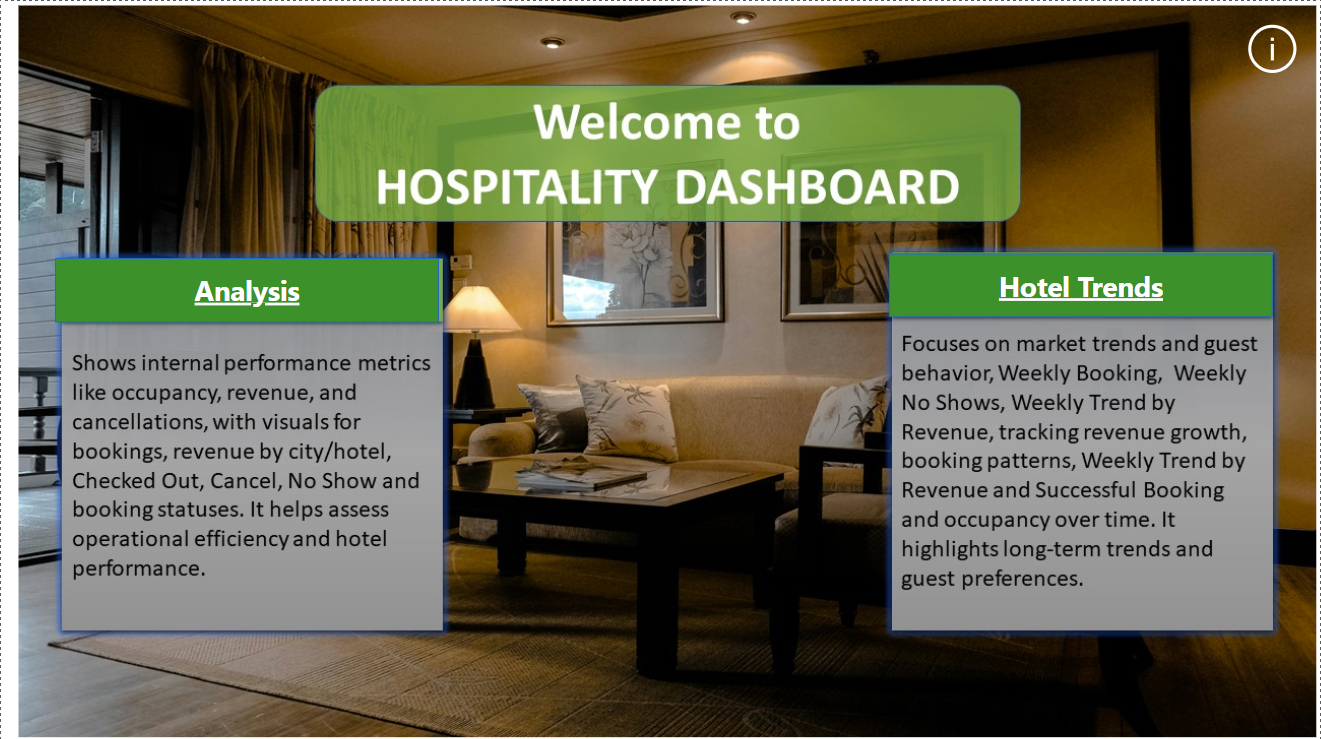 i
Welcome to
HOSPITALITY DASHBOARD
Analysis
Shows internal performance metrics
like occupancy, revenue, and
cancellations, with visuals for
bookings, revenue by city/hotel,
Checked Out, Cancel, No Show and
booking statuses. It helps assess
operational efficiency and hotel
performance.
Hotel Trends
Focuses on market trends and guest
behavior, Weekly Booking,  Weekly
No Shows, Weekly Trend by
Revenue, tracking revenue growth,
booking patterns, Weekly Trend by
Revenue and Successful Booking
and occupancy over time. It
highlights long-term trends and
guest preferences.